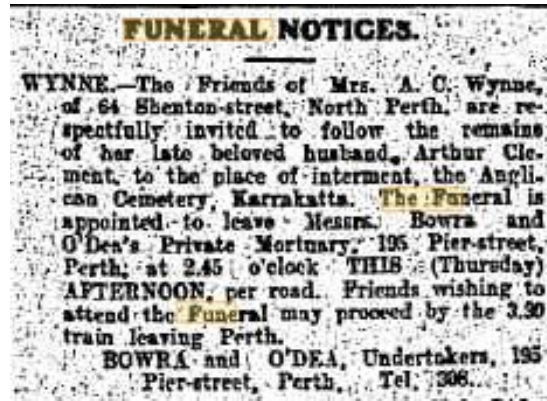 FUNERAL NOTICES.
WYNNE.—The Friends of Mrs. A. C. Wynne,
of 64 Shenton-street, North Perth, are re-
spectfully invited to follow the remains
of her late beloved husband, Arthur Cle-
ment, to the place of interment, the Angli-
can Cemetery, Karrakatta. The Funeral is
appointed to leave Messrs. Bowra and
O'Dea's Private Mortuary, 195 Pier-street,
Perth, at 2.45 o'clock THIS (Thursday)
AFTERNOON, per road. Friends wishing to
attend the Funeral may proceed by the 3.30
train leaving Perth.
BOWRA and O'DEA, Undertakers, 195
Pier-street, Perth. Tel.